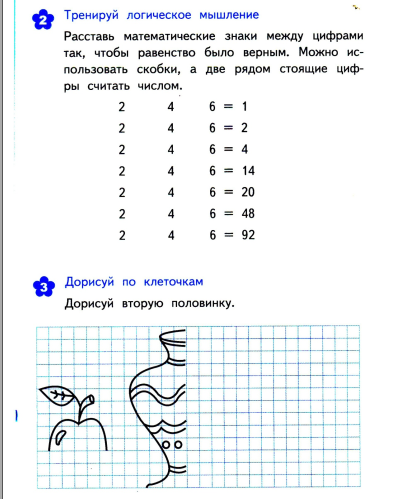 2 Тренируй логическое мышление
Расставь математические знаки между цифрами
так, чтобы равенство было верным. Можно ис-
пользовать скобки, а две рядом стоящие циф-
ры считать числом.
2 4 6 = 1
2 4 6 = 2
2 4 6 = 4
2 4 6 = 14
2 4 6 = 20
2 4 6 = 48
2 4 6 = 92
3 Дорисуй по клеточкам
Дорисуй вторую половинку.